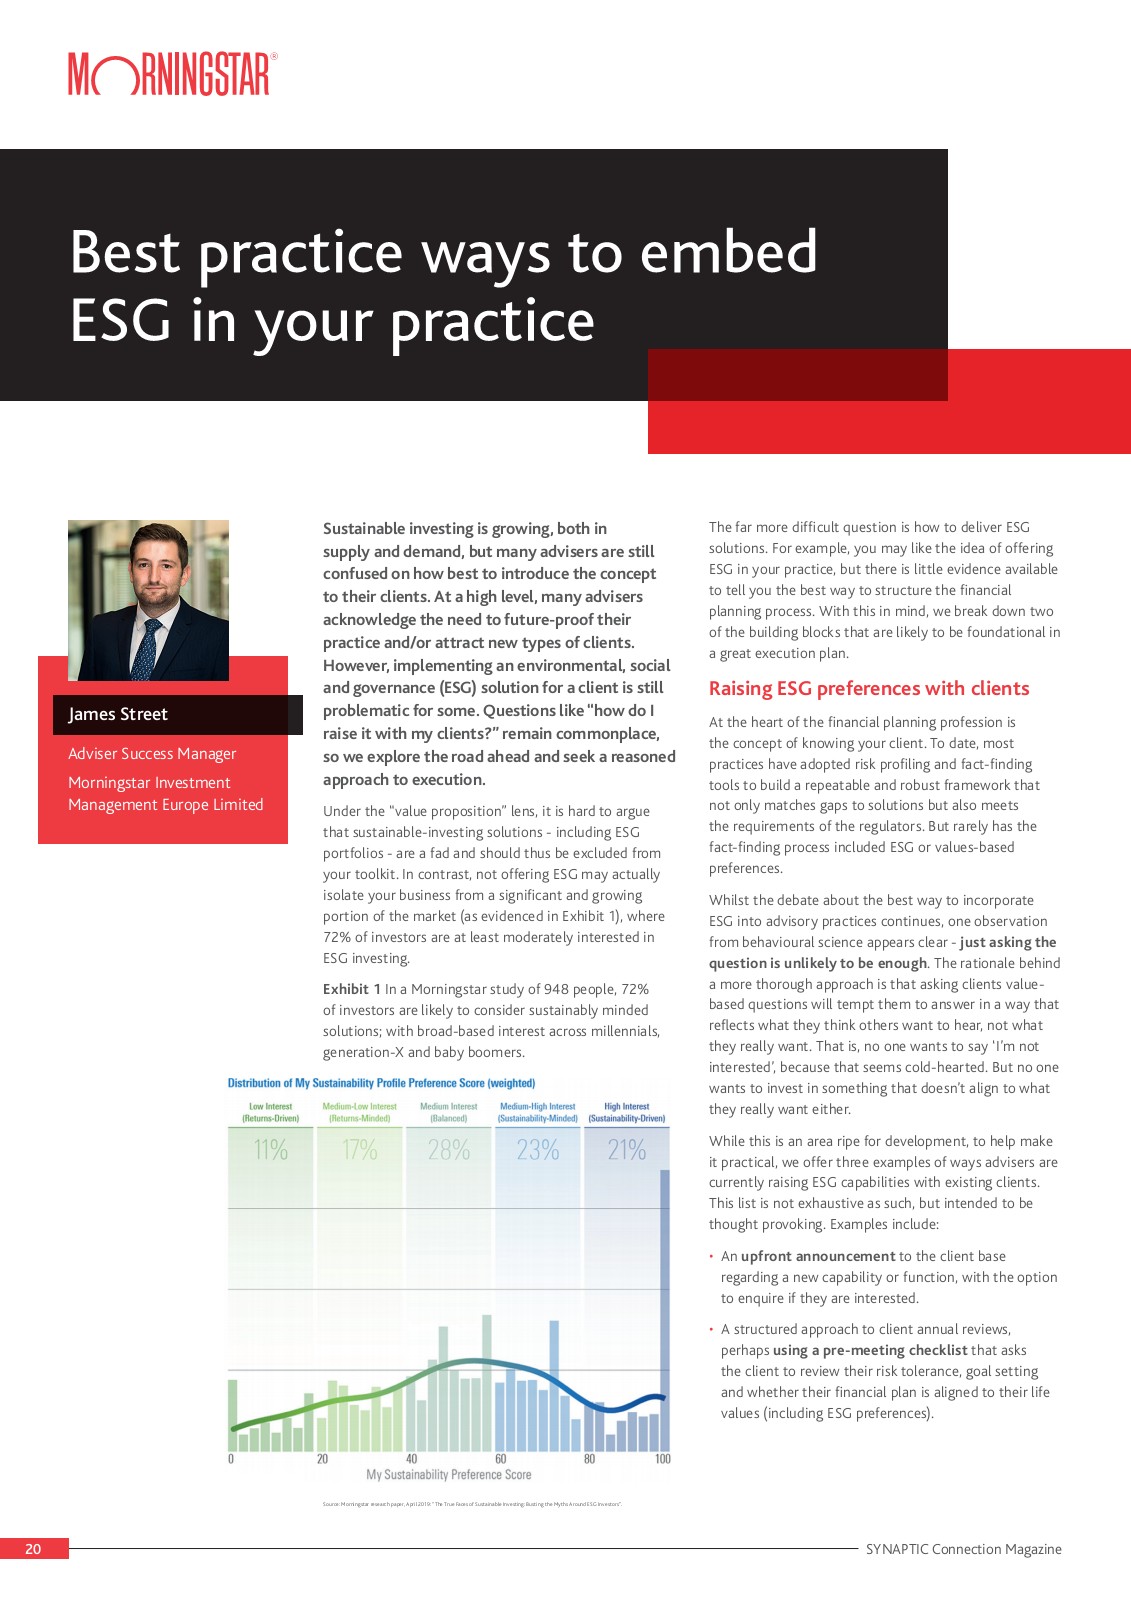 MORNINGSTAR®
Best practice ways to embed
ESG in your practice
James Street
Adviser Success Manager
Morningstar Investment
Management Europe Limited
Sustainable investing is growing, both in
supply and demand, but many advisers are still
confused on how best to introduce the concept
to their clients. At a high level, many advisers
acknowledge the need to future-proof their
practice and/or attract new types of clients.
However, implementing an environmental, social
and governance (ESG) solution for a client is still
problematic for some. Questions like "how do I
raise it with my clients?" remain commonplace,
so we explore the road ahead and seek a reasoned
approach to execution.
Under the "value proposition" lens, it is hard to argue
that sustainable-investing solutions - including ESG
portfolios - are a fad and should thus be excluded from
your toolkit. In contrast, not offering ESG may actually
isolate your business from a significant and growing
portion of the market (as evidenced in Exhibit 1), where
72% of investors are at least moderately interested in
ESG investing.
Exhibit 1 In a Morningstar study of 948 people, 72%
of investors are likely to consider sustainably minded
solutions; with broad-based interest across millennials,
generation-X and baby boomers.
Distribution of My Sustainability Profile Preference Score (weighted)
Low Interest Medium-Low Interest Medium Interest Medium-High Interest High Interest
(Returns-Driven) (Returns-Minded) (Balanced) (Sustainability-Minded) (Sustainability-Driven)
11% 17% 28% 23% 21%
0 20 40 60 80 100
My Sustainability Preference Score
Source: Morningstar research paper, April 2019: "The True Faces of Sustainable Investing: Busting the Myths Around ESG Investors".
The far more difficult question is how to deliver ESG
solutions. For example, you may like the idea of offering
ESG in your practice, but there is little evidence available
to tell you the best way to structure the financial
planning process. With this in mind, we break down two
of the building blocks that are likely to be foundational in
a great execution plan.
Raising ESG preferences with clients
At the heart of the financial planning profession is
the concept of knowing your client. To date, most
practices have adopted risk profiling and fact-finding
tools to build a repeatable and robust framework that
not only matches gaps to solutions but also meets
the requirements of the regulators. But rarely has the
fact-finding process included ESG or values-based
preferences.
Whilst the debate about the best way to incorporate
ESG into advisory practices continues, one observation
from behavioural science appears clear - just asking the
question is unlikely to be enough. The rationale behind
a more thorough approach is that asking clients value-
based questions will tempt them to answer in a way that
reflects what they think others want to hear, not what
they really want. That is, no one wants to say 'I'm not
interested', because that seems cold-hearted. But no one
wants to invest in something that doesn't align to what
they really want either.
While this is an area ripe for development, to help make
it practical, we offer three examples of ways advisers are
currently raising ESG capabilities with existing clients.
This list is not exhaustive as such, but intended to be
thought provoking. Examples include:
• An upfront announcement to the client base
regarding a new capability or function, with the option
to enquire if they are interested.
• A structured approach to client annual reviews,
perhaps using a pre-meeting checklist that asks
the client to review their risk tolerance, goal setting
and whether their financial plan is aligned to their life
values (including ESG preferences).
20
SYNAPTIC Connection Magazine